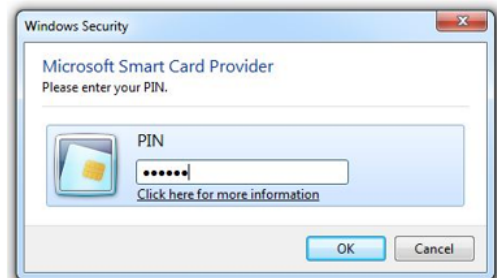 Windows Security
Microsoft Smart Card Provider
Please enter your PIN.
PIN
••••••
Click here for more information
OK
Cancel